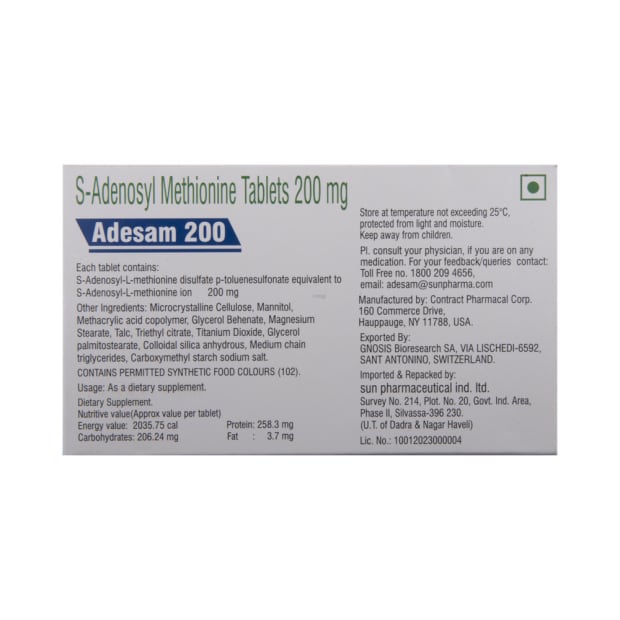 S-Adenosyl Methionine Tablets 200 mg
Adesam 200
Each tablet contains:
S-Adenosyl-L-methionine disulfate p-toluenesulfonate equivalent to
S-Adenosyl-L-methionine ion 200 mg
Other Ingredients: Microcrystalline Cellulose, Mannitol,
Methacrylic acid copolymer, Glycerol Behenate, Magnesium
Stearate, Talc, Triethyl citrate, Titanium Dioxide, Glycerol
palmitostearate, Colloidal silica anhydrous, Medium chain
triglycerides, Carboxymethyl starch sodium salt.
CONTAINS PERMITTED SYNTHETIC FOOD COLOURS (102).
Usage: As a dietary supplement.
Dietary Supplement.
Nutritive value(Approx value per tablet)
Energy value: 2035.75 cal Protein: 258.3 mg
Carbohydrates: 206.24 mg Fat : 3.7 mg
Store at temperature not exceeding 25°C,
protected from light and moisture.
Keep away from children.
Pl. consult your physician, if you are on any
medication. For your feedback/queries contact:
Toll Free no. 1800 209 4656,
email: adesam@sunpharma.com
Manufactured by: Contract Pharmacal Corp.
160 Commerce Drive,
Hauppauge, NY 11788, USA.
Exported By:
GNOSIS Bioresearch SA, VIA LISCHEDI-6592,
SANT ANTONINO, SWITZERLAND.
Imported & Repacked by:
sun pharmaceutical ind. ltd.
Survey No. 214, Plot. No. 20, Govt. Ind. Area,
Phase II, Silvassa-396 230.
(U.T. of Dadra & Nagar Haveli)
Lic. No.: 10012023000004